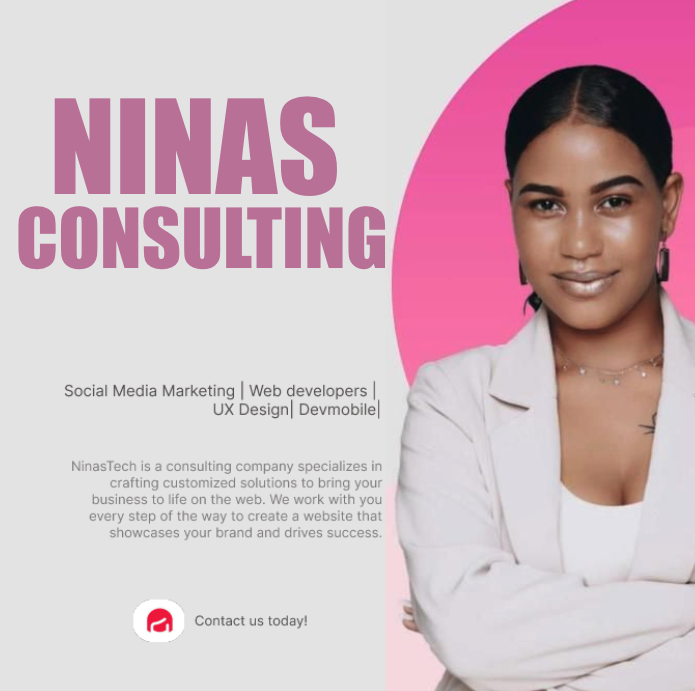 NINAS
CONSULTING
Social Media Marketing | Web developers |
UX Design| Devmobile|
NinasTech is a consulting company specializes in
crafting customized solutions to bring your
business to life on the web. We work with you
every step of the way to create a website that
showcases your brand and drives success.
Contact us today!